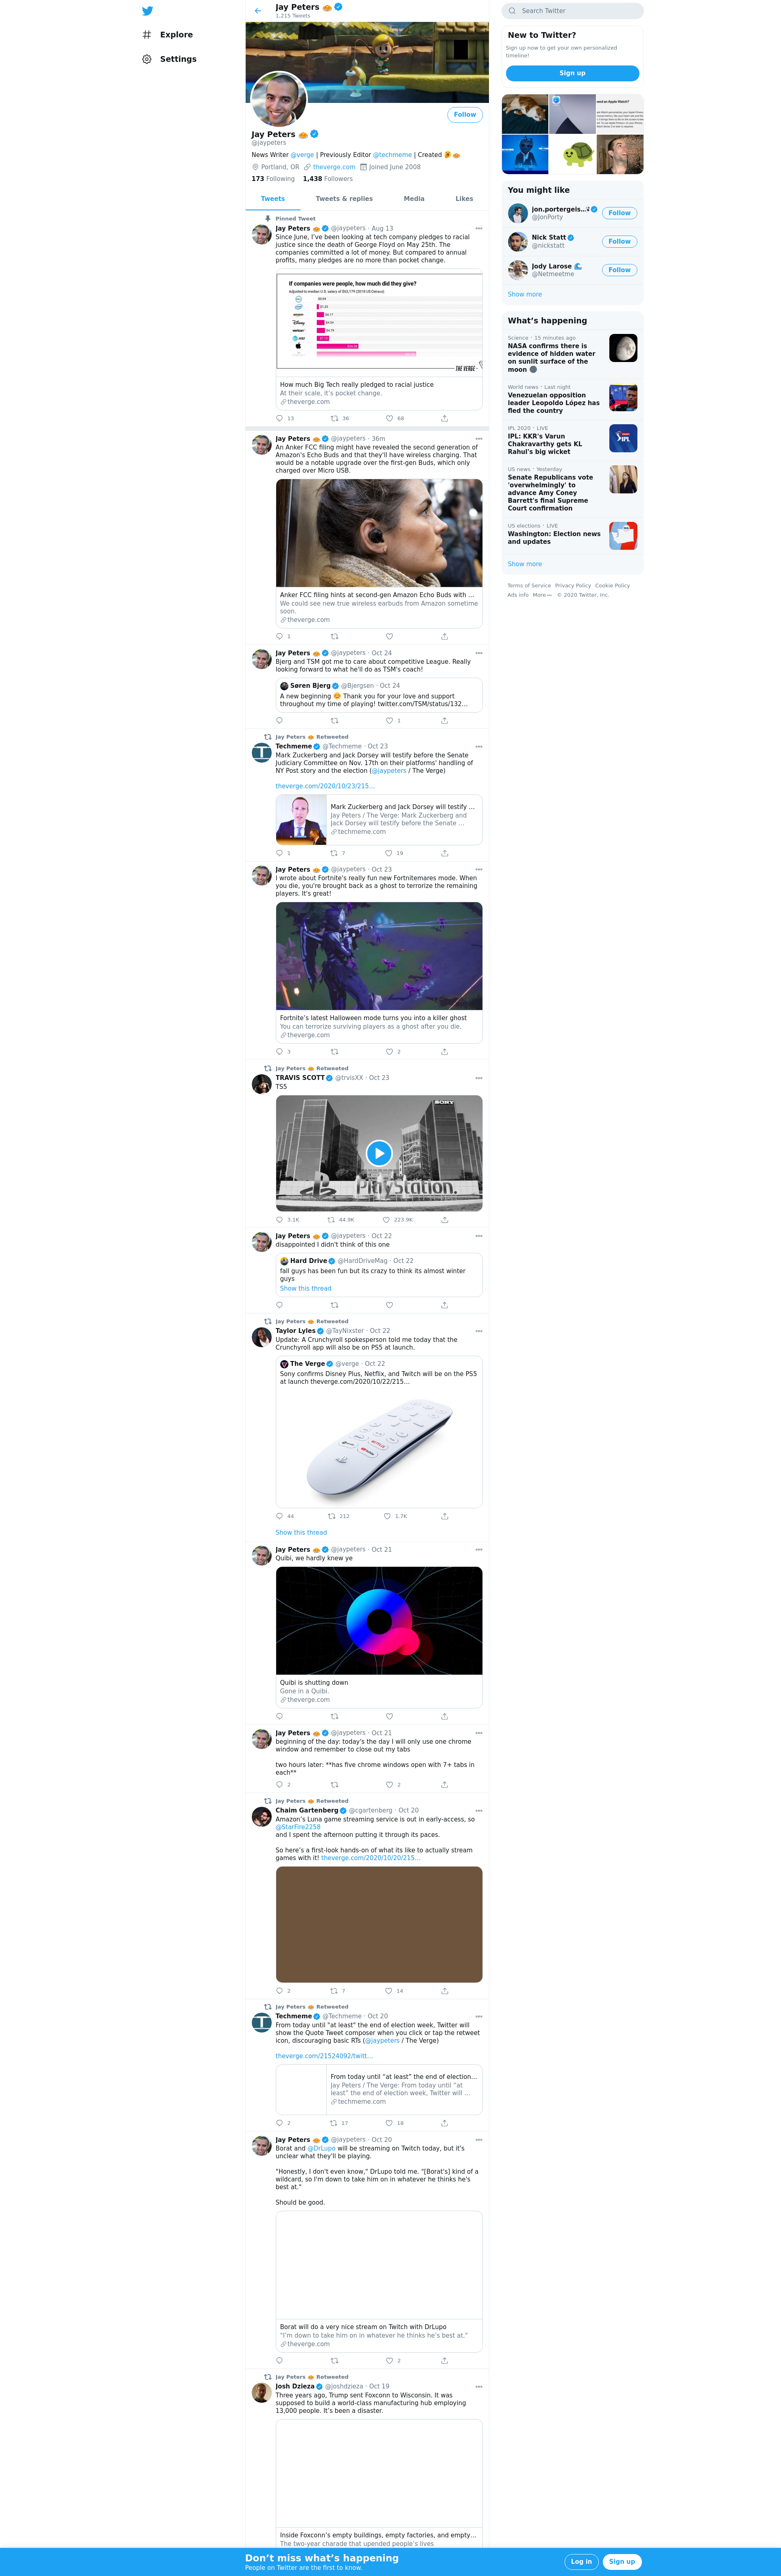 Explore
Settings
Jay Peters
1,215 Tweets
Follow
Jay Peters
@jaypeters
News Writer @verge | Previously Editor @techmeme | Created
Portland, OR theverge.com Joined June 2008
173 Following 1,438 Followers
Tweets Tweets & replies Media Likes
Pinned Tweet
Jay Peters @jaypeters · Aug 13
Since June, I've been looking at tech company pledges to racial
justice since the death of George Floyd on May 25th. The
companies committed a lot of money. But compared to annual
profits, many pledges are no more than pocket change.
If companies were people, how much did they give?
THE VERGE
How much Big Tech really pledged to racial justice
At their scale, it's pocket change.
theverge.com
13 36 68
Jay Peters @jaypeters · 36m
An Anker FCC filing might have revealed the second generation of
Amazon's Echo Buds and that they'll have wireless charging. That
would be a notable upgrade over the first-gen Buds, which only
charged over Micro USB.
Anker FCC filing hints at second-gen Amazon Echo Buds with ...
We could see new true wireless earbuds from Amazon sometime
soon.
theverge.com
1
Jay Peters @jaypeters · Oct 24
Bjerg and TSM got me to care about competitive League. Really
looking forward to what he'll do as TSM's coach!
Søren Bjerg @Bjergsen · Oct 24
A new beginning Thank you for your love and support
throughout my time of playing! twitter.com/TSM/status/132...
1
Jay Peters Retweeted
Techmeme @Techmeme · Oct 23
Mark Zuckerberg and Jack Dorsey will testify before the Senate
Judiciary Committee on Nov. 17th on their platforms' handling of
NY Post story and the election (@jaypeters / The Verge)
theverge.com/2020/10/23/215...
Mark Zuckerberg and Jack Dorsey will testify ...
Jay Peters / The Verge: Mark Zuckerberg and
Jack Dorsey will testify before the Senate ...
techmeme.com
1 7 19
Jay Peters @jaypeters · Oct 23
I wrote about Fortnite's really fun new Fortnitemares mode. When
you die, you're brought back as a ghost to terrorize the remaining
players. It's great!
Fortnite's latest Halloween mode turns you into a killer ghost
You can terrorize surviving players as a ghost after you die.
theverge.com
3 2
Jay Peters Retweeted
TRAVIS SCOTT @trvisXX · Oct 23
TS5
SONY
PlayStation.
3.1K 44.9K 223.9K
Jay Peters @jaypeters · Oct 22
disappointed I didn't think of this one
Hard Drive @HardDriveMag · Oct 22
fall guys has been fun but its crazy to think its almost winter
guys
Show this thread
Jay Peters Retweeted
Taylor Lyles @TayNixster · Oct 22
Update: A Crunchyroll spokesperson told me today that the
Crunchyroll app will also be on PS5 at launch.
The Verge @verge · Oct 22
Sony confirms Disney Plus, Netflix, and Twitch will be on the PS5
at launch theverge.com/2020/10/22/215...
44 212 1.7K
Show this thread
Jay Peters @jaypeters · Oct 21
Quibi, we hardly knew ye
Quibi is shutting down
Gone in a Quibi.
theverge.com
Jay Peters @jaypeters · Oct 21
beginning of the day: today's the day I will only use one chrome
window and remember to close out my tabs
two hours later: **has five chrome windows open with 7+ tabs in
each**
2 2
Jay Peters Retweeted
Chaim Gartenberg @cgartenberg · Oct 20
Amazon's Luna game streaming service is out in early-access, so
@StarFire2258
and I spent the afternoon putting it through its paces.
So here's a first-look hands-on of what its like to actually stream
games with it! theverge.com/2020/10/20/215...
2 7 14
Jay Peters Retweeted
Techmeme @Techmeme · Oct 20
From today until "at least" the end of election week, Twitter will
show the Quote Tweet composer when you click or tap the retweet
icon, discouraging basic RTs (@jaypeters / The Verge)
theverge.com/21524092/twitt...
From today until "at least" the end of election...
Jay Peters / The Verge: From today until "at
least" the end of election week, Twitter will ...
techmeme.com
2 17 18
Jay Peters @jaypeters · Oct 20
Borat and @DrLupo will be streaming on Twitch today, but it's
unclear what they'll be playing.
"Honestly, I don't even know," DrLupo told me. "[Borat's] kind of a
wildcard, so I'm down to take him on in whatever he thinks he's
best at."
Should be good.
Borat will do a very nice stream on Twitch with DrLupo
"I'm down to take him on in whatever he thinks he's best at."
theverge.com
2
Jay Peters Retweeted
Josh Dzieza @joshdzieza · Oct 19
Three years ago, Trump sent Foxconn to Wisconsin. It was
supposed to build a world-class manufacturing hub employing
13,000 people. It's been a disaster.
Inside Foxconn's empty buildings, empty factories, and empty...
The two-year charade that upended people's lives
Search Twitter
New to Twitter?
Sign up now to get your own personalized
timeline!
Sign up
You might like
jon.portergeis...
@JonPorty
Follow
Nick Statt
@nickstatt
Follow
Jody Larose
@Netmeetme
Follow
Show more
What's happening
Science · 15 minutes ago
NASA confirms there is
evidence of hidden water
on sunlit surface of the
moon
World news · Last night
Venezuelan opposition
leader Leopoldo López has
fled the country
IPL 2020 · LIVE
IPL: KKR's Varun
Chakravarthy gets KL
Rahul's big wicket
US news · Yesterday
Senate Republicans vote
'overwhelmingly' to
advance Amy Coney
Barrett's final Supreme
Court confirmation
US elections · LIVE
Washington: Election news
and updates
Show more
Terms of Service Privacy Policy Cookie Policy
Ads info More © 2020 Twitter, Inc.
Don't miss what's happening
People on Twitter are the first to know.
Log in Sign up